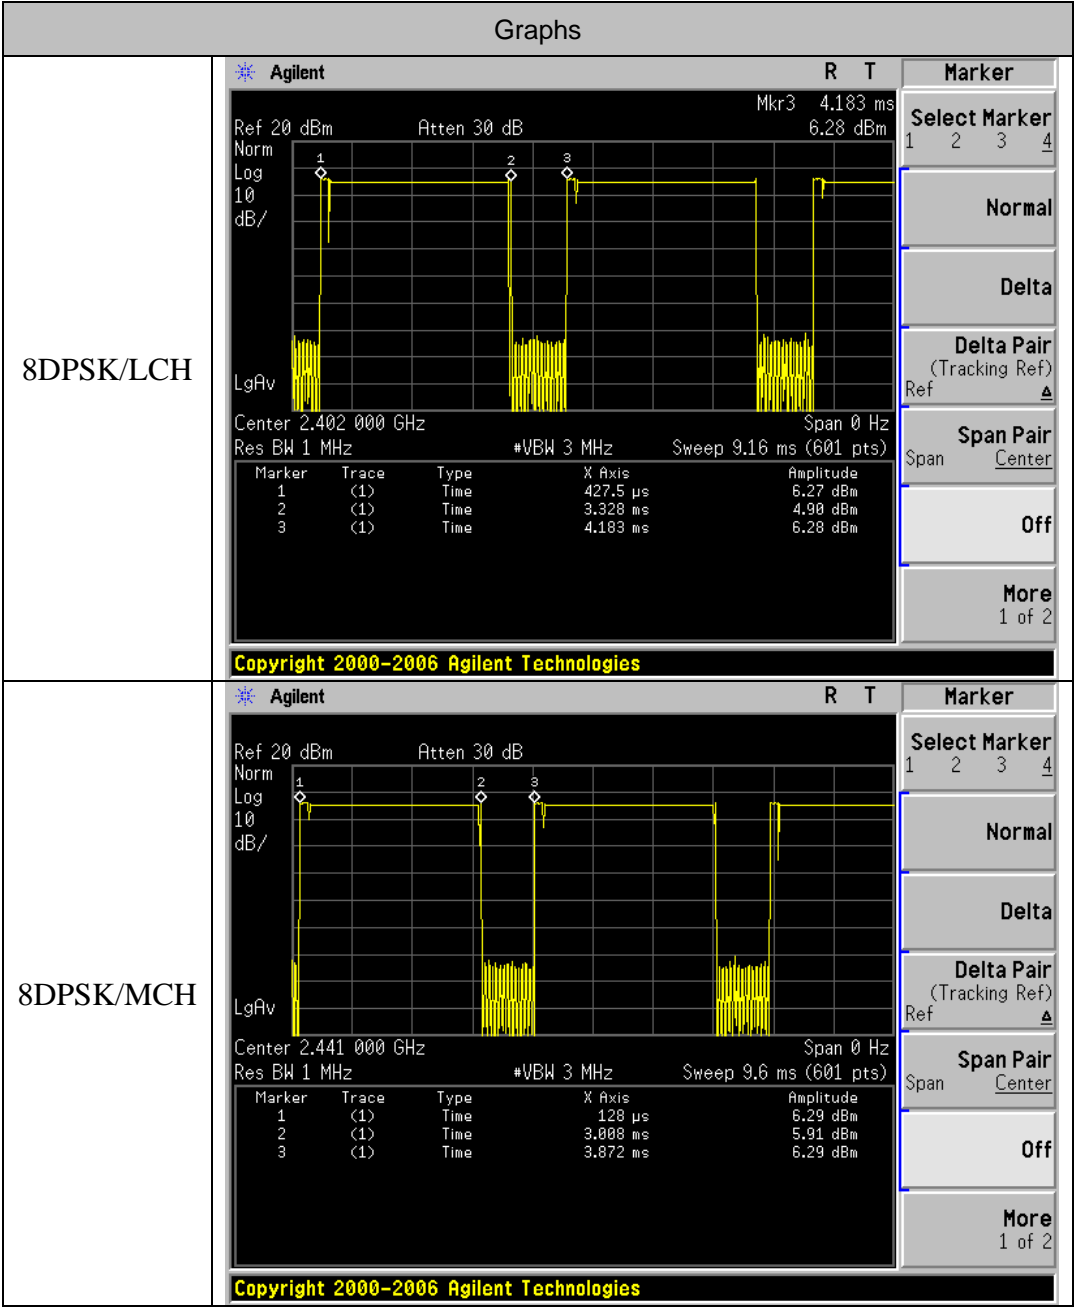 Graphs
8DPSK/LCH
Agilent
R T
Marker
Mkr3 4.183 ms
Ref 20 dBm Atten 30 dB 6.28 dBm
Norm
Log
10
dB/
1
2
3
LgAv
Center 2.402 000 GHz Span 0 Hz
Res BW 1 MHz #VBW 3 MHz Sweep 9.16 ms (601 pts)
Marker Trace Type X Axis Amplitude
1 (1) Time 427.5 µs 6.27 dBm
2 (1) Time 3.328 ms 4.90 dBm
3 (1) Time 4.183 ms 6.28 dBm
Select Marker
1 2 3 4
Normal
Delta
Delta Pair
(Tracking Ref)
Ref Δ
Span Pair
Span Center
Off
More
1 of 2
Copyright 2000-2006 Agilent Technologies
8DPSK/MCH
Agilent
R T
Marker
Ref 20 dBm Atten 30 dB
Norm
Log
10
dB/
1
2
3
LgAv
Center 2.441 000 GHz Span 0 Hz
Res BW 1 MHz #VBW 3 MHz Sweep 9.6 ms (601 pts)
Marker Trace Type X Axis Amplitude
1 (1) Time 128 µs 6.29 dBm
2 (1) Time 3.008 ms 5.91 dBm
3 (1) Time 3.872 ms 6.29 dBm
Select Marker
1 2 3 4
Normal
Delta
Delta Pair
(Tracking Ref)
Ref Δ
Span Pair
Span Center
Off
More
1 of 2
Copyright 2000-2006 Agilent Technologies